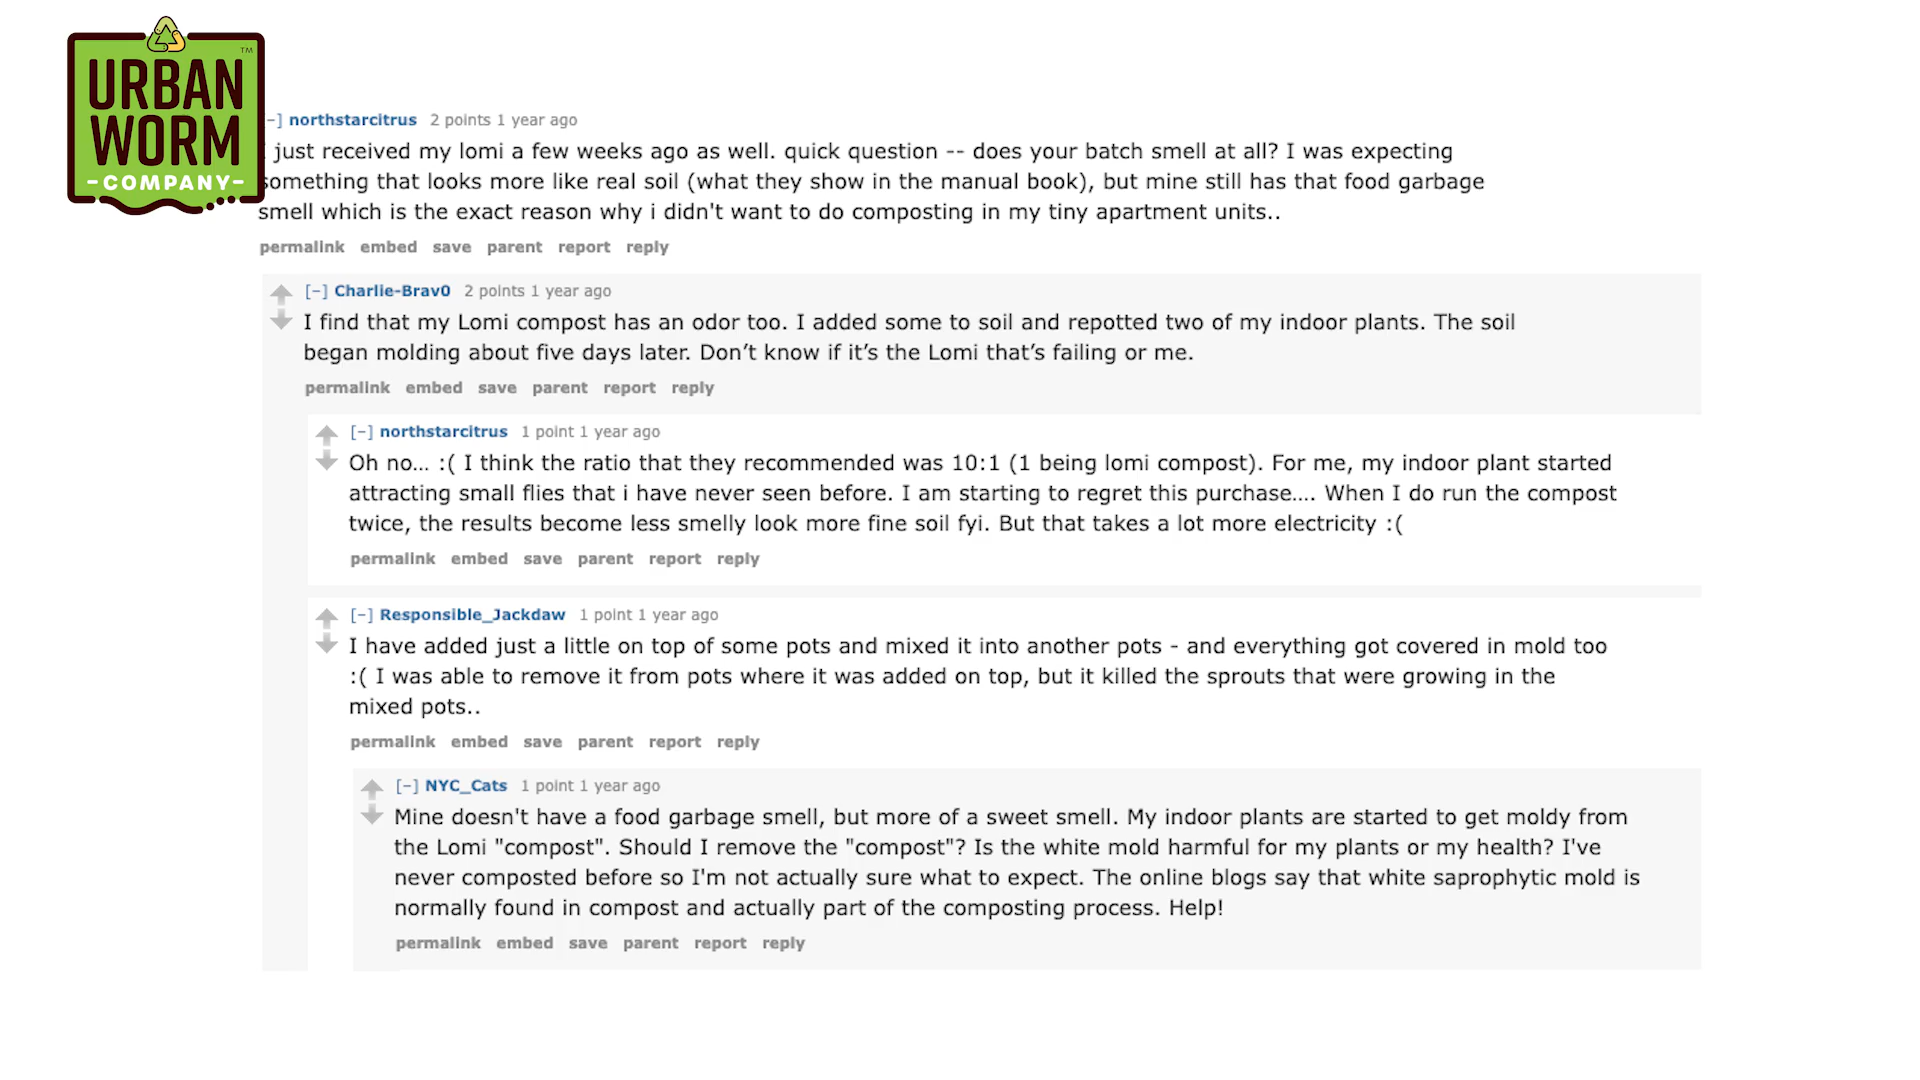 URBAN
WORM
-COMPANY-
TM
-] northstarcitrus 2 points 1 year ago
just received my lomi a few weeks ago as well. quick question -- does your batch smell at all? I was expecting
something that looks more like real soil (what they show in the manual book), but mine still has that food garbage
smell which is the exact reason why i didn't want to do composting in my tiny apartment units..
permalink embed save parent report reply
[-] Charlie-Brav0 2 points 1 year ago
I find that my Lomi compost has an odor too. I added some to soil and repotted two of my indoor plants. The soil
began molding about five days later. Don’t know if it’s the Lomi that’s failing or me.
permalink embed save parent report reply
[-] northstarcitrus 1 point 1 year ago
Oh no... :( I think the ratio that they recommended was 10:1 (1 being lomi compost). For me, my indoor plant started
attracting small flies that i have never seen before. I am starting to regret this purchase.... When I do run the compost
twice, the results become less smelly look more fine soil fyi. But that takes a lot more electricity :(
permalink embed save parent report reply
[-] Responsible_Jackdaw 1 point 1 year ago
I have added just a little on top of some pots and mixed it into another pots - and everything got covered in mold too
:( I was able to remove it from pots where it was added on top, but it killed the sprouts that were growing in the
mixed pots..
permalink embed save parent report reply
[-] NYC_Cats 1 point 1 year ago
Mine doesn't have a food garbage smell, but more of a sweet smell. My indoor plants are started to get moldy from
the Lomi "compost". Should I remove the "compost"? Is the white mold harmful for my plants or my health? I've
never composted before so I'm not actually sure what to expect. The online blogs say that white saprophytic mold is
normally found in compost and actually part of the composting process. Help!
permalink embed save parent report reply